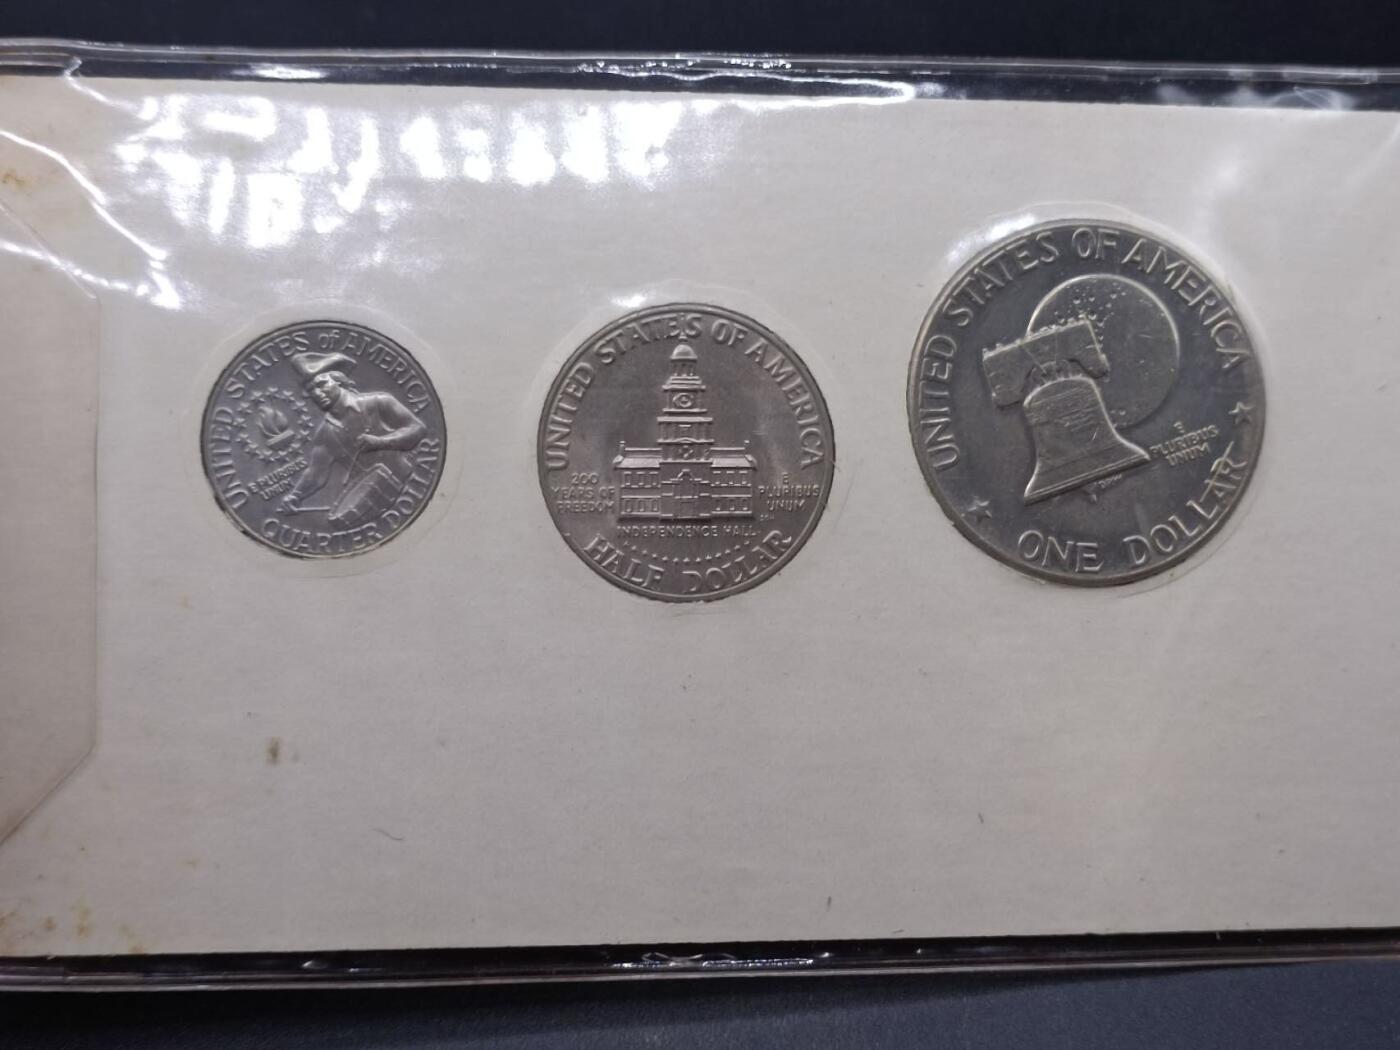 UNITED STATES of AMERICA
E PLURIBUS
UNUM
QUARTER DOLLAR
UNITED STATES OF AMERICA
200
YEARS OF
FREEDOM
E
PLURIBUS
UNUM
INDEPENDENCE HALL
HALF DOLLAR
UNITED STATES OF AMERICA
E
PLURIBUS
UNUM
ONE DOLLAR